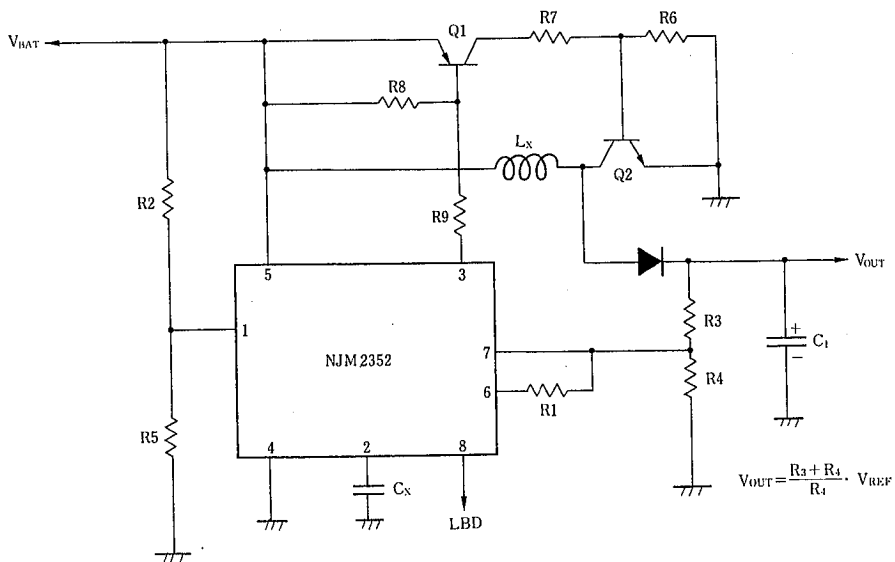 Q1
R7
R6
VBAT
R8
LX
Q2
R2
R9
5
3
VOUT
1
R3
+
C1
−
NJM2352
7
R4
6
R1
R5
4
2
8
CX
LBD
VOUT = (R3 + R4) / R4 · VREF